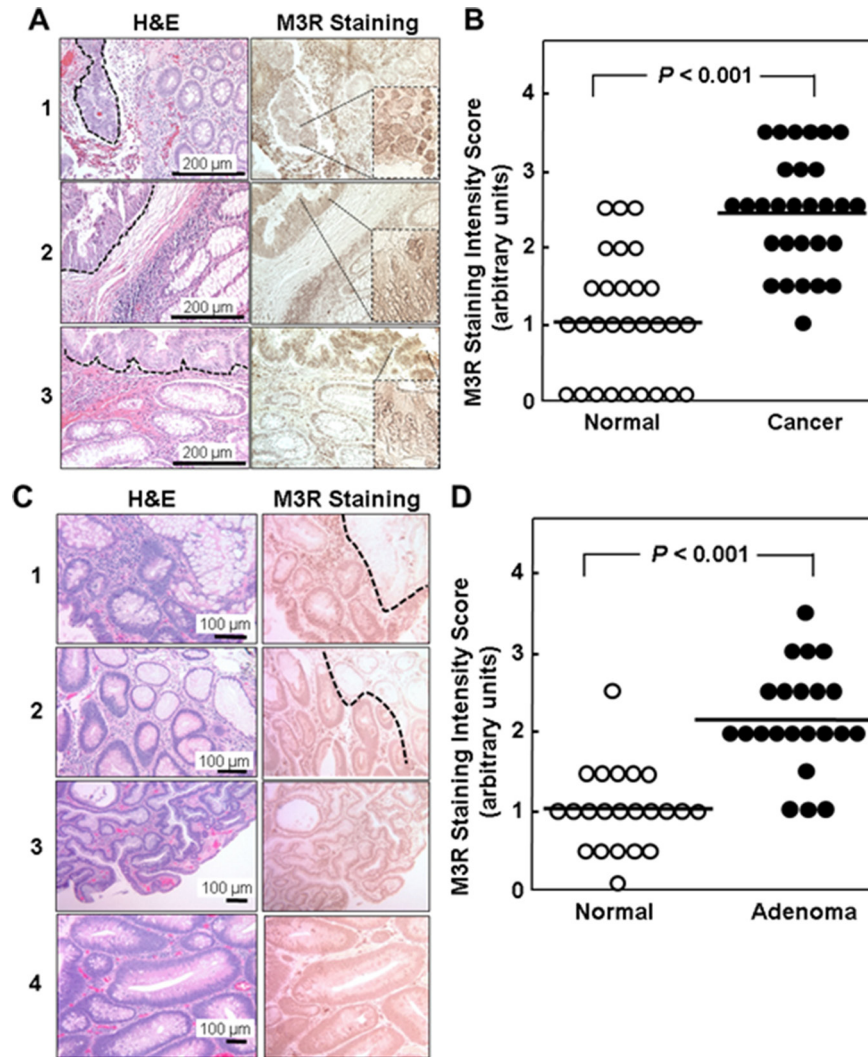 A
H&E
M3R Staining
1
200 µm
2
200 µm
3
200 µm
B
M3R Staining Intensity Score
(arbitrary units)
4
3
2
1
0
P < 0.001
Normal
Cancer
C
H&E
M3R Staining
1
100 µm
2
100 µm
3
100 µm
4
100 µm
D
M3R Staining Intensity Score
(arbitrary units)
4
3
2
1
0
P < 0.001
Normal
Adenoma